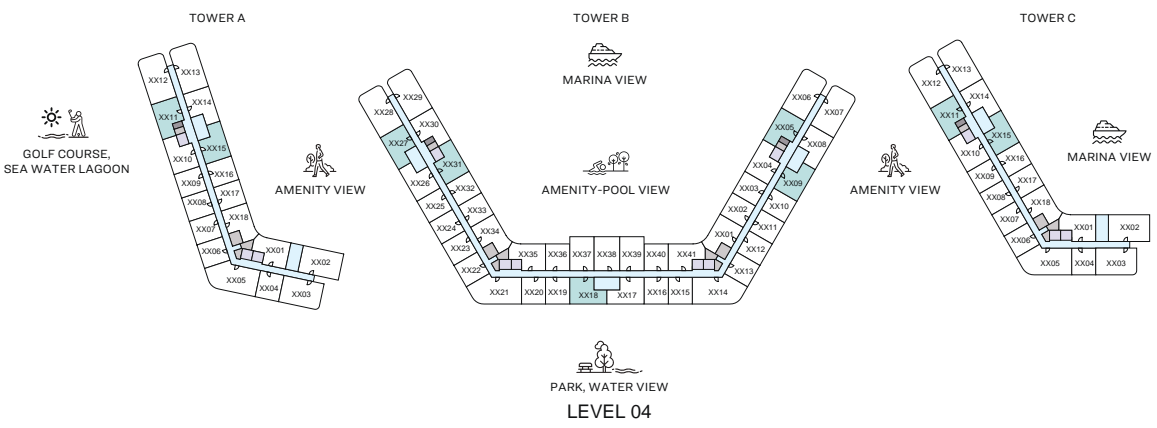 TOWER A
TOWER B
TOWER C
MARINA VIEW
GOLF COURSE,
SEA WATER LAGOON
AMENITY VIEW
AMENITY-POOL VIEW
AMENITY VIEW
MARINA VIEW
XX12
XX13
XX14
XX11
XX15
XX10
XX16
XX09
XX17
XX08
XX18
XX07
XX06
XX01
XX02
XX05
XX04
XX03
XX29
XX28
XX30
XX27
XX31
XX26
XX32
XX25
XX33
XX24
XX34
XX23
XX22
XX35
XX36
XX37
XX38
XX39
XX40
XX41
XX21
XX20
XX19
XX18
XX17
XX16
XX15
XX14
XX06
XX07
XX05
XX08
XX04
XX09
XX03
XX10
XX02
XX11
XX01
XX12
XX13
XX13
XX12
XX14
XX11
XX15
XX10
XX16
XX09
XX17
XX08
XX18
XX07
XX06
XX01
XX02
XX05
XX04
XX03
PARK, WATER VIEW
LEVEL 04